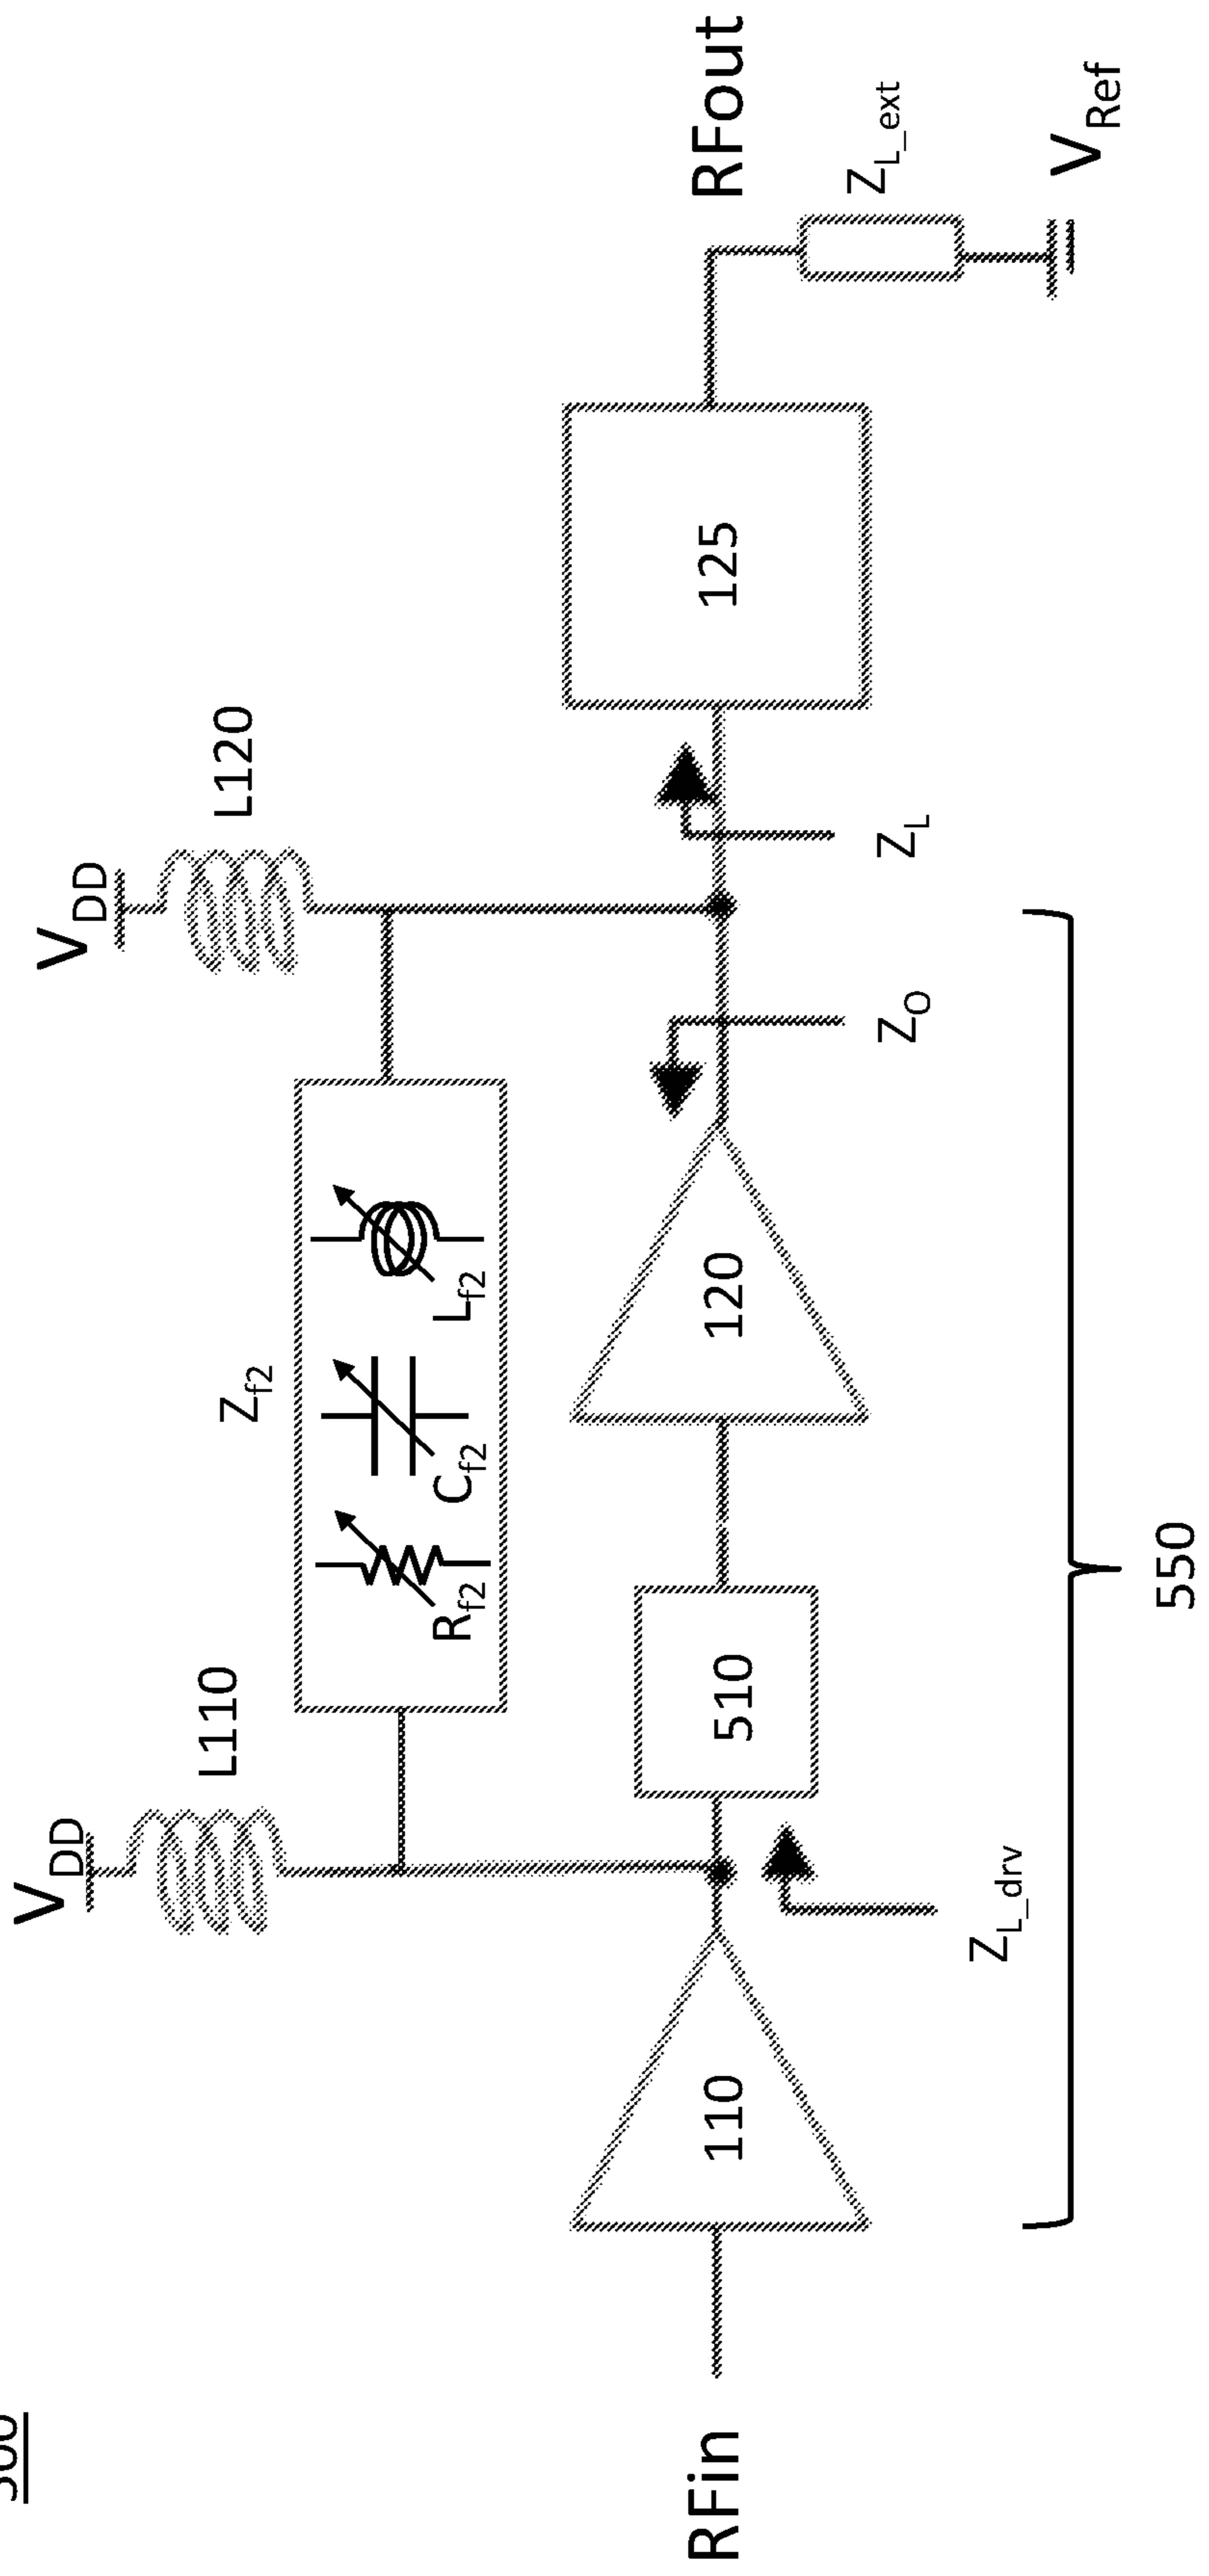 V_DD
L110
V_DD
L120
Z_f2
R_f2
C_f2
L_f2
RFin
110
510
120
125
RFout
Z_L_drv
Z_O
Z_L
Z_L_ext
V_Ref
550